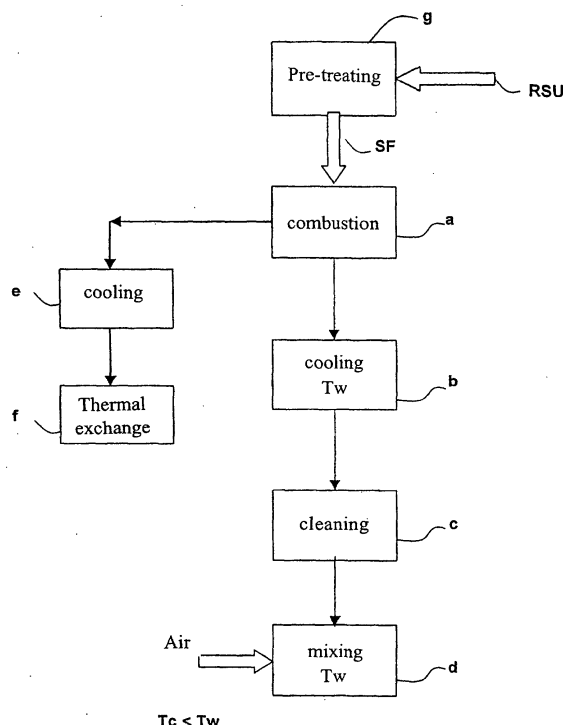 g
Pre-treating
RSU
SF
combustion
a
e
cooling
cooling
Tw
b
f
Thermal
exchange
cleaning
c
Air
mixing
Tw
d
Tc < Tw